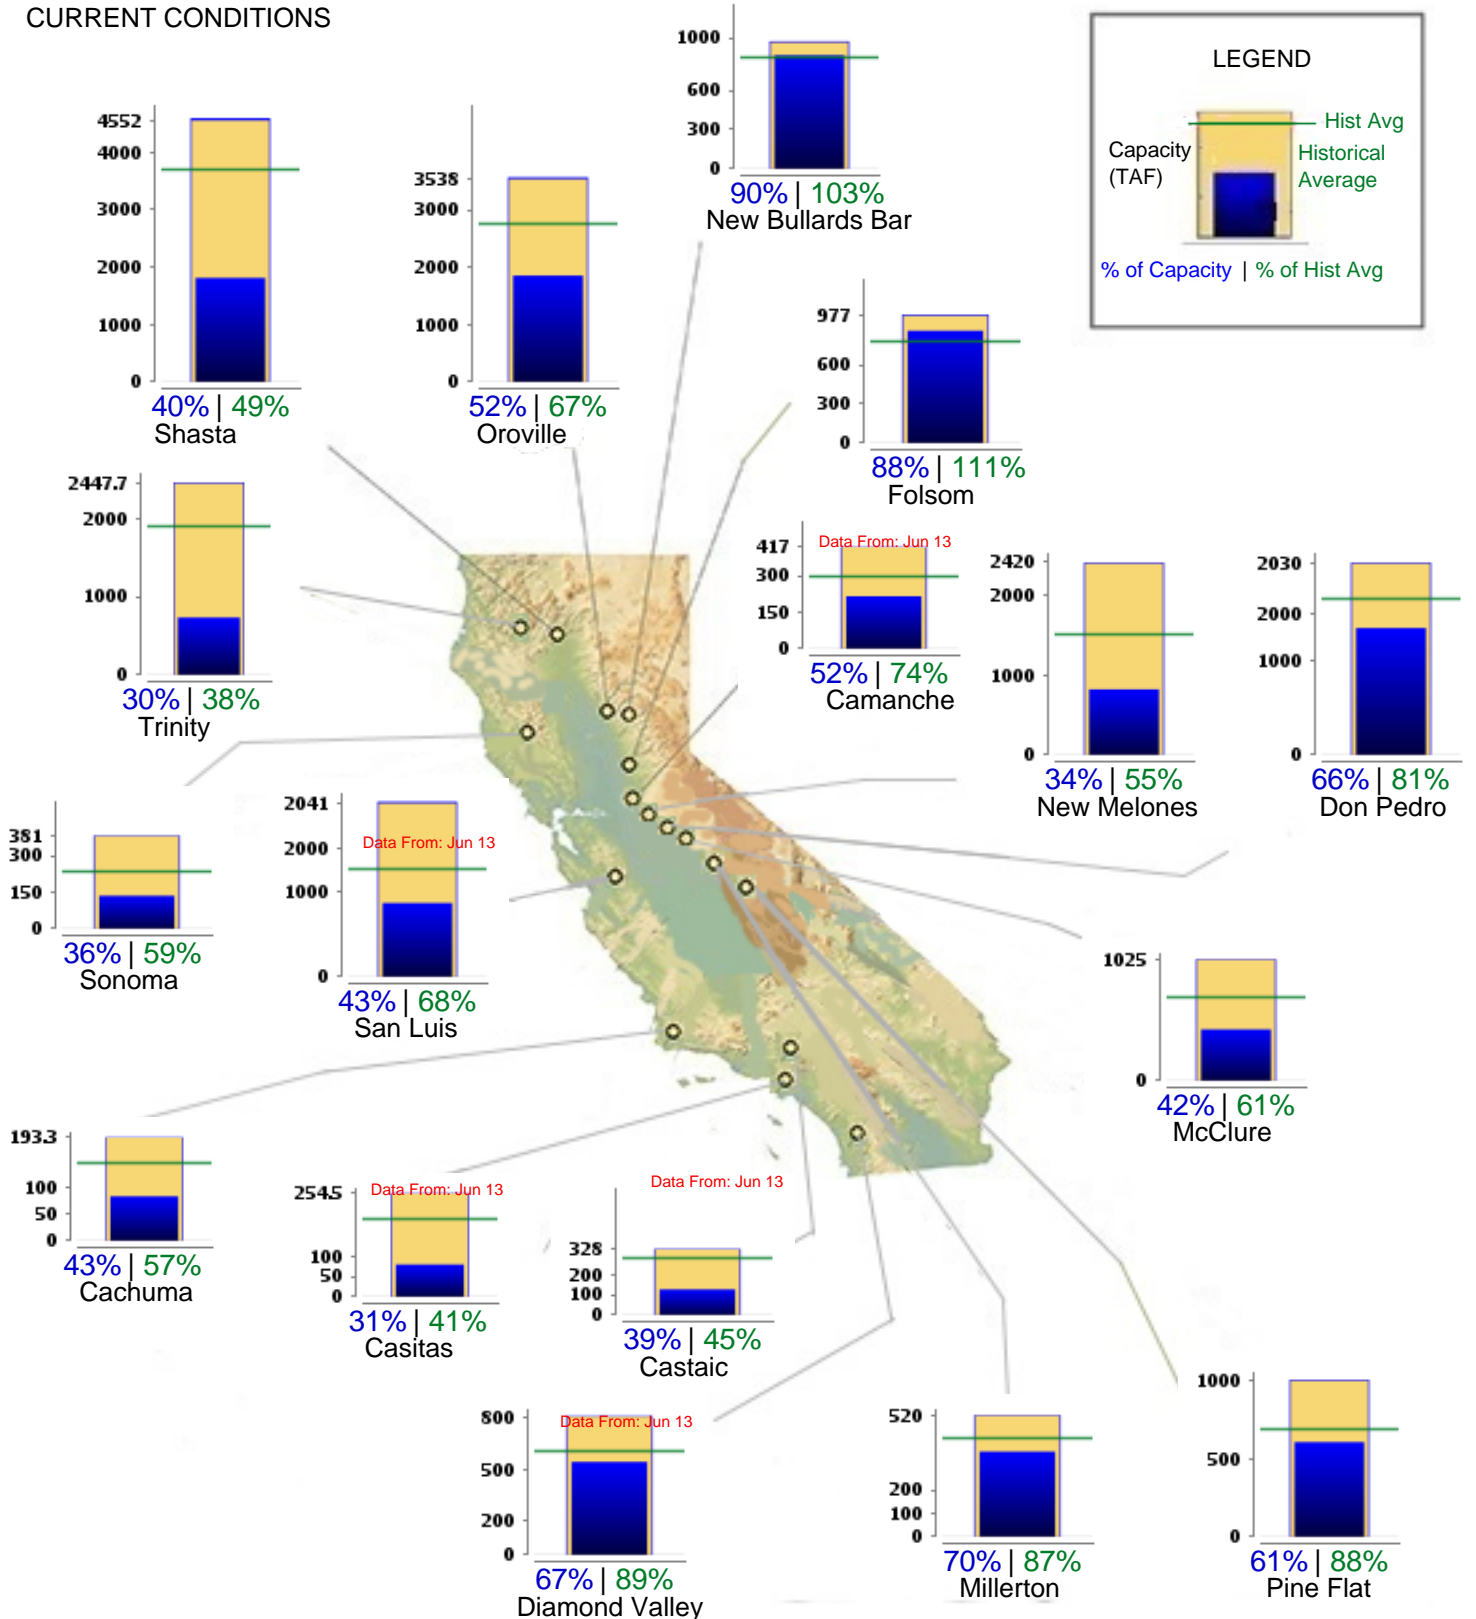 CURRENT CONDITIONS
LEGEND
Hist Avg
Capacity
(TAF)
Historical
Average
% of Capacity | % of Hist Avg
1000
600
300
0
90% | 103%
New Bullards Bar
4552
4000
3000
2000
1000
0
40% | 49%
Shasta
3538
3000
2000
1000
0
52% | 67%
Oroville
977
600
300
0
88% | 111%
Folsom
2447.7
2000
1000
0
30% | 38%
Trinity
Data From: Jun 13
417
300
150
0
52% | 74%
Camanche
2420
2000
1000
0
34% | 55%
New Melones
2030
2000
1000
0
66% | 81%
Don Pedro
381
300
150
0
36% | 59%
Sonoma
2041
Data From: Jun 13
2000
1000
0
43% | 68%
San Luis
1025
0
42% | 61%
McClure
193.3
100
50
0
43% | 57%
Cachuma
Data From: Jun 13
254.5
100
50
0
31% | 41%
Casitas
Data From: Jun 13
328
200
100
0
39% | 45%
Castaic
800
Data From: Jun 13
500
200
0
67% | 89%
Diamond Valley
520
200
100
0
70% | 87%
Millerton
1000
500
0
61% | 88%
Pine Flat